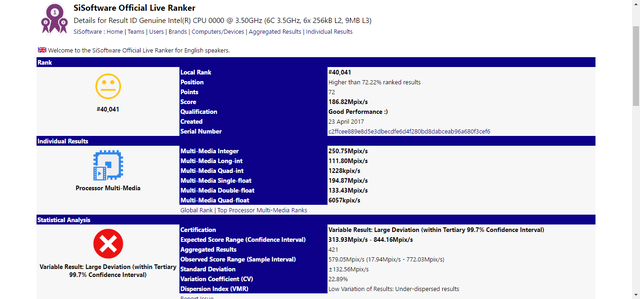 SiSoftware Official Live Ranker
Details for Result ID Genuine Intel(R) CPU 0000 @ 3.50GHz (6C 3.5GHz, 6x 256kB L2, 9MB L3)
SiSoftware : Home | Teams | Users | Brands | Computers/Devices | Aggregated Results | Individual Results
Welcome to the SiSoftware Official Live Ranker for English speakers.
Rank
#40,041
Local Rank #40,041
Position Higher than 72.22% ranked results
Points 72
Score 186.82Mpix/s
Qualification Good Performance :)
Created 23 April 2017
Serial Number c2ffcee889e8d5e3dbecdfe6d4f280bd8dabceab96a680f3cef6
Individual Results
Processor Multi-Media
Multi-Media Integer 250.75Mpix/s
Multi-Media Long-int 111.80Mpix/s
Multi-Media Quad-int 1228kpix/s
Multi-Media Single-float 194.87Mpix/s
Multi-Media Double-float 133.43Mpix/s
Multi-Media Quad-float 6057kpix/s
Global Rank | Top Processor Multi-Media Ranks
Statistical Analysis
Variable Result: Large Deviation (within Tertiary
99.7% Confidence Interval)
Certification Variable Result: Large Deviation (within Tertiary 99.7% Confidence Interval)
Expected Score Range (Confidence Interval) 313.93Mpix/s - 844.16Mpix/s
Aggregated Results 421
Observed Score Range (Sample Interval) 579.05Mpix/s (17.94Mpix/s - 772.03Mpix/s)
Standard Deviation ±132.56Mpix/s
Variation Coefficient (CV) 22.89%
Dispersion Index (VMR) Low Variation of Results: Under-dispersed results
Report issue